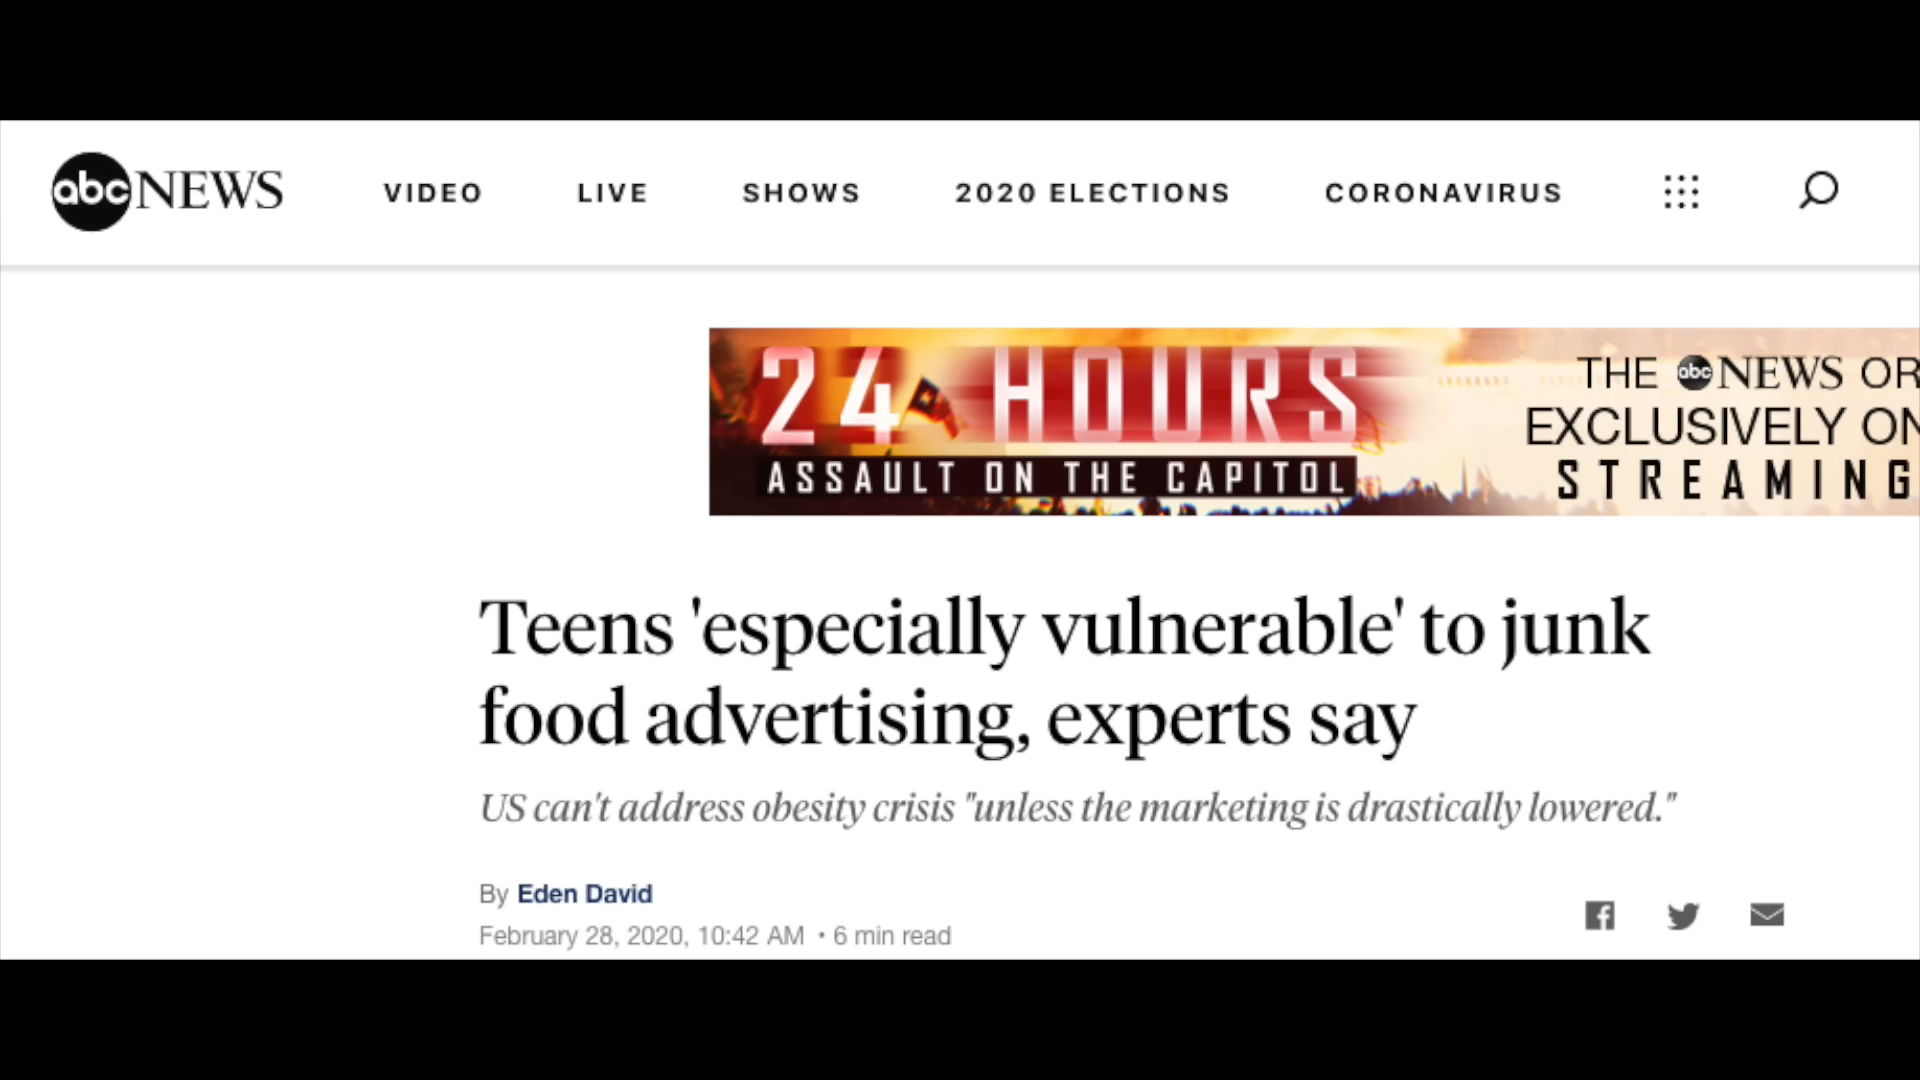 abc NEWS VIDEO LIVE SHOWS 2020 ELECTIONS CORONAVIRUS
24 HOURS
ASSAULT ON THE CAPITOL
THE abc NEWS OR
EXCLUSIVELY ON
STREAMING
Teens 'especially vulnerable' to junk
food advertising, experts say
US can't address obesity crisis "unless the marketing is drastically lowered."
By Eden David
February 28, 2020, 10:42 AM • 6 min read